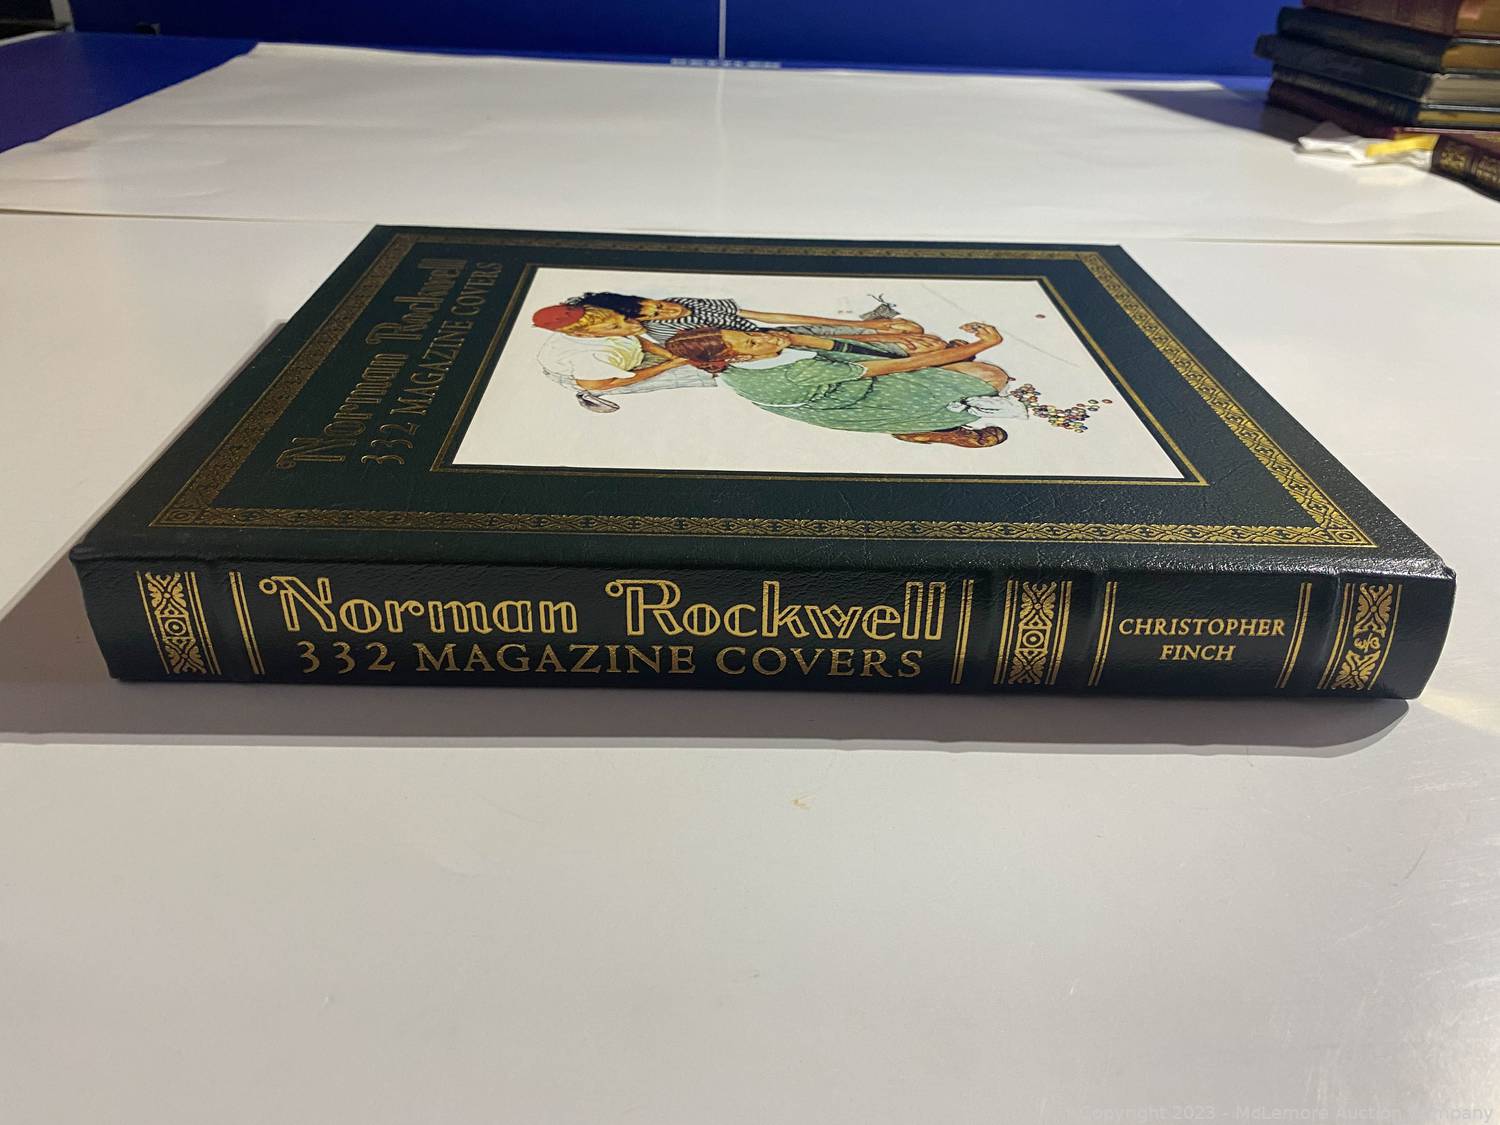 Norman Rockwell
332 MAGAZINE COVERS
Norman Rockwell
332 MAGAZINE COVERS
CHRISTOPHER
FINCH
Copyright 2023 - McLemore Auction Company